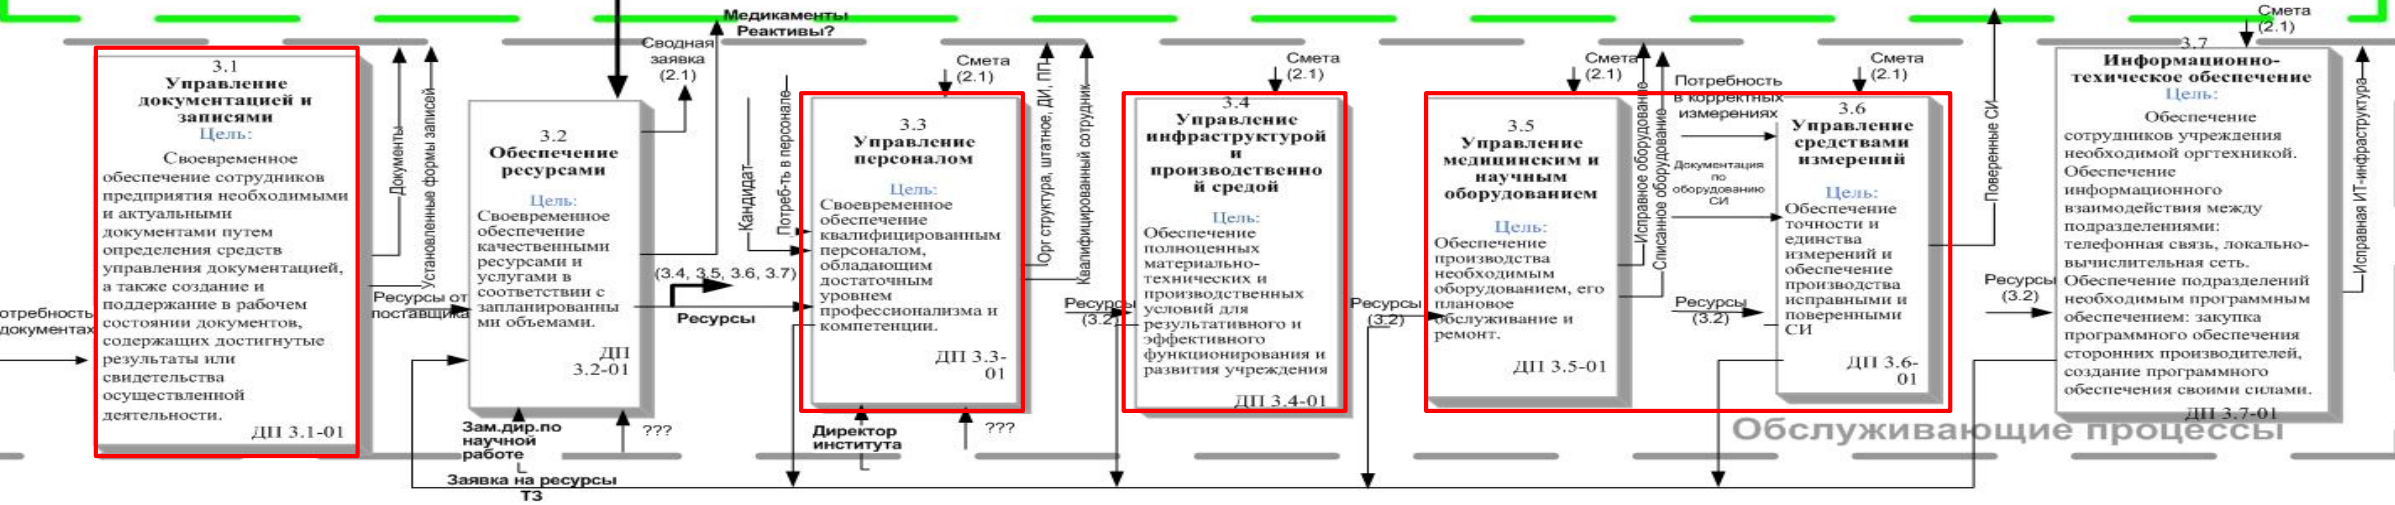 Медикаменты
Реактивы?
Сводная
заявка
(2.1)
Смета
(2.1)
Смета
(2.1)
Смета
(2.1)
Смета
(2.1)
Смета
(2.1)
3.1
Управление
документацией и
записями
Цель:
Своевременное
обеспечение сотрудников
предприятия необходимыми
и актуальными
документами путем
определения средств
управления документацией,
а также создание и
поддержание в рабочем
состоянии документов,
содержащих достигнутые
результаты или
свидетельства
осуществленной
деятельности.
ДП 3.1-01
отребность
документах
Документы
Установленные формы записей
Ресурсы от
поставщика
3.2
Обеспечение
ресурсами
Цель:
Своевременное
обеспечение
качественными
ресурсами и
услугами в
соответствии с
запланированны
ми объемами.
ДП
3.2-01
Зам.дир.по
научной
работе
???
Заявка на ресурсы
ТЗ
(3.4, 3.5, 3.6, 3.7)
Ресурсы
Кандидат
Потреб-ть в персонале
3.3
Управление
персоналом
Цель:
Своевременное
обеспечение
квалифицированным
персоналом,
обладающим
достаточным
уровнем
профессионализма и
компетенции.
ДП 3.3-
01
Директор
института
???
Орг структура, штатное, ДИ, ПП
Квалифицированный сотрудник
Ресурсы
(3.2)
3.4
Управление
инфраструктурой
и
производственно
й средой
Цель:
Обеспечение
полноценных
материально-
технических и
производственных
условий для
результативного и
эффективного
функционирования и
развития учреждения
ДП 3.4-01
Ресурсы
(3.2)
3.5
Управление
медицинским и
научным
оборудованием
Цель:
Обеспечение
производства
необходимым
оборудованием, его
плановое
обслуживание и
ремонт.
ДП 3.5-01
Исправное оборудование
Списанное оборудование
Потребность
в корректных
измерениях
Документация
по
оборудованию
СИ
Ресурсы
(3.2)
3.6
Управление
средствами
измерений
Цель:
Обеспечение
точности и
единства
измерений и
обеспечение
производства
исправными и
поверенными
СИ
ДП 3.6-
01
Поверенные СИ
Ресурсы
(3.2)
3.7
Информационно-
техическое обеспечение
Цель:
Обеспечение
сотрудников учреждения
необходимой оргтехникой.
Обеспечение
информационного
взаимодействия между
подразделениями:
телефонная связь, локально-
вычислительная сеть.
Обеспечение подразделений
необходимым программным
обеспечением: закупка
программного обеспечения
сторонних производителей,
создание программного
обеспечения своими силами.
ДП 3.7-01
Исправная ИТ-инфраструктура
Обслуживающие процессы